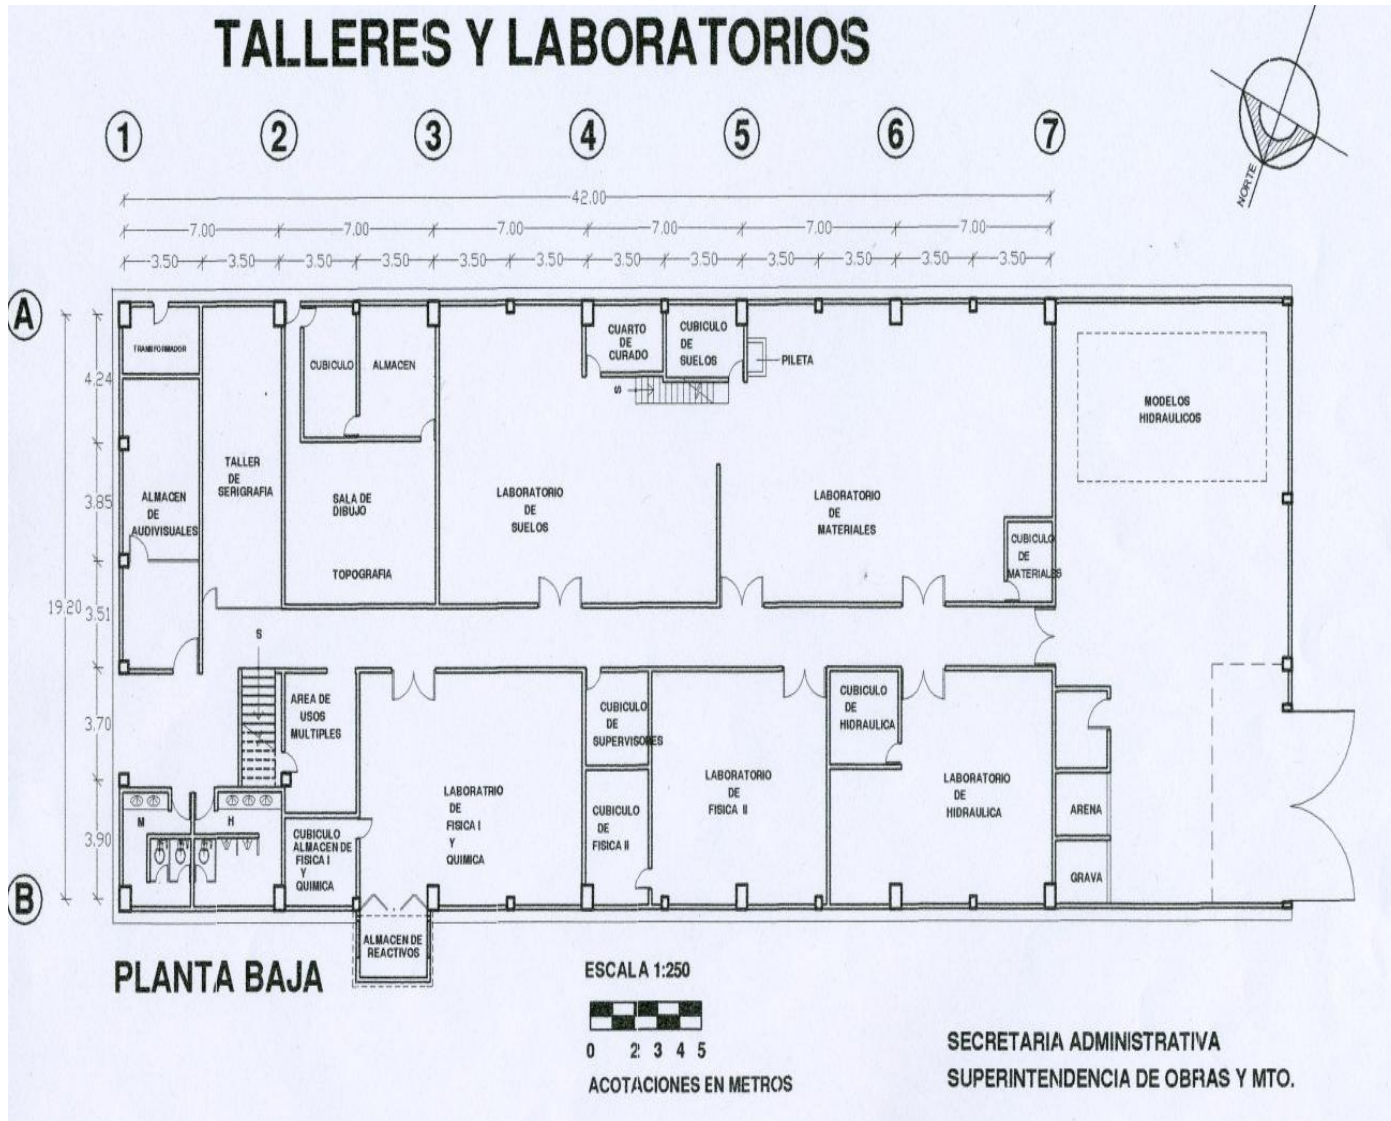 TALLERES Y LABORATORIOS
1 2 3 4 5 6 7
NORTE
42.00
7.00 7.00 7.00 7.00 7.00 7.00
3.50 3.50 3.50 3.50 3.50 3.50 3.50 3.50 3.50 3.50 3.50 3.50
A
4.24
3.85
19.20
3.51
3.70
3.90
B
TRANSFORMADOR
CUBICULO
ALMACEN
CUARTO
DE
CURADO
CUBICULO
DE
SUELOS
PILETA
S
MODELOS
HIDRAULICOS
TALLER
DE
SERIGRAFIA
ALMACEN
DE
AUDIVISUALES
SALA DE
DIBUJO
TOPOGRAFIA
LABORATORIO
DE
SUELOS
LABORATORIO
DE
MATERIALES
CUBICULO
DE
MATERIALES
S
AREA DE
USOS
MULTIPLES
CUBICULO
DE
SUPERVISORES
CUBICULO
DE
HIDRAULICA
LABORATRIO
DE
FISICA I
Y
QUIMICA
LABORATORIO
DE
FISICA II
LABORATORIO
DE
HIDRAULICA
M
H
CUBICULO
ALMACEN DE
FISICA I
Y
QUIMICA
CUBICULO
DE
FISICA II
ARENA
GRAVA
ALMACEN DE
REACTIVOS
PLANTA BAJA
ESCALA 1:250
0 2 3 4 5
ACOTACIONES EN METROS
SECRETARIA ADMINISTRATIVA
SUPERINTENDENCIA DE OBRAS Y MTO.